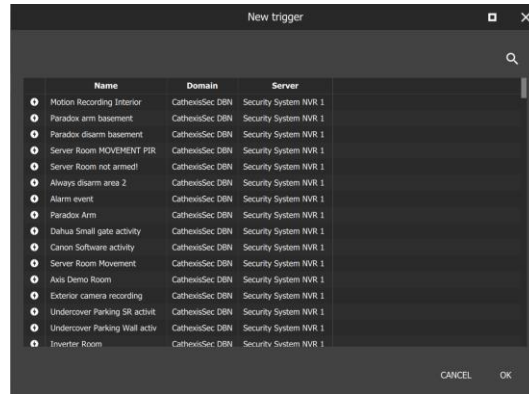 New trigger
Name Domain Server
Motion Recording Interior CathexisSec DBN Security System NVR 1
Paradox arm basement CathexisSec DBN Security System NVR 1
Paradox disarm basement CathexisSec DBN Security System NVR 1
Server Room MOVEMENT PIR CathexisSec DBN Security System NVR 1
Server Room not armed! CathexisSec DBN Security System NVR 1
Always disarm area 2 CathexisSec DBN Security System NVR 1
Alarm event CathexisSec DBN Security System NVR 1
Paradox Arm CathexisSec DBN Security System NVR 1
Dahua Small gate activity CathexisSec DBN Security System NVR 1
Canon Software activity CathexisSec DBN Security System NVR 1
Server Room Movement CathexisSec DBN Security System NVR 1
Axis Demo Room CathexisSec DBN Security System NVR 1
Exterior camera recording CathexisSec DBN Security System NVR 1
Undercover Parking SR activit CathexisSec DBN Security System NVR 1
Undercover Parking Wall activ CathexisSec DBN Security System NVR 1
Inverter Room CathexisSec DBN Security System NVR 1
CANCEL OK